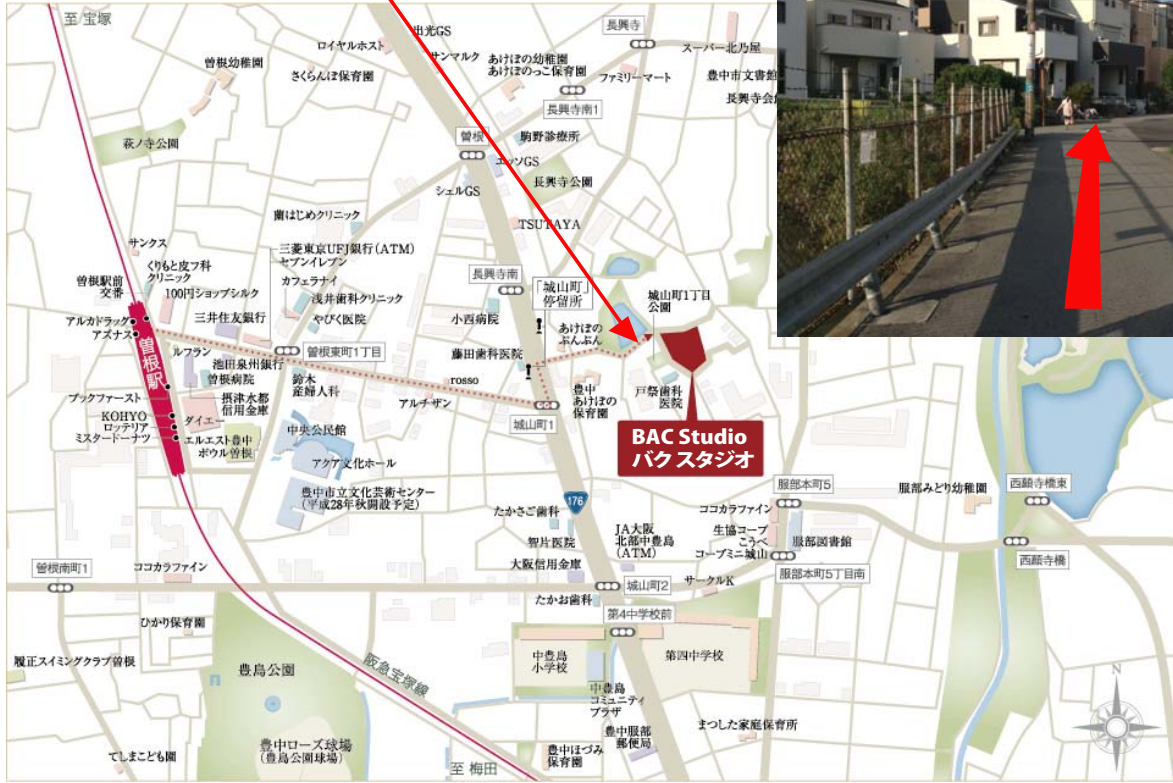 至 宝塚
出光GS
サンマルク
ロイヤルホスト
曽根幼稚園
さくらんぼ保育園
あけぼの幼稚園
あけぼのっこ保育園
長興寺
スーパー北乃屋
ファミリーマート
豊中市文書館
長興寺会
長興寺南1
萩ノ寺公園
曽根
駒野診療所
エッソGS
シェルGS
長興寺公園
TSUTAYA
蘭はじめクリニック
三菱東京UFJ銀行(ATM)
セブンイレブン
サンクス
くりもと皮フ科
クリニック
曽根駅前
交番
カフェラナイ
100円ショップシルク
浅井歯科クリニック
長興寺南
「城山町」
停留所
城山町1丁目
公園
アルカドラッグ
アズナス
三井住友銀行
やびく医院
小西病院
あけぼの
ぶんぶん
曽根駅
ルフラン
曽根東町1丁目
池田泉州銀行
曽根病院
藤田歯科医院
ブックファースト
摂津水都
信用金庫
鈴木
産婦人科
rosso
アルチザン
豊中
あけぼの
保育園
戸祭歯科
医院
KOHYO
ロッテリア
ミスタードーナツ
ダイエー
エルエスト豊中
ボウル曽根
中央公民館
城山町1
BAC Studio
バク スタジオ
アクア文化ホール
豊中市立文化芸術センター
(平成28年秋開設予定)
176
たかさご歯科
智片医院
大阪信用金庫
JA大阪
北部中豊島
(ATM)
服部本町5
ココカラファイン
生協コープ
こうべ
コープミニ城山
服部図書館
服部みどり幼稚園
西願寺橋東
西願寺橋
曽根南町1
ココカラファイン
城山町2
サークルK
服部本町5丁目南
たかお歯科
第4中学校前
ひかり保育園
履正スイミングクラブ曽根
豊島公園
阪急宝塚線
中豊島
小学校
第四中学校
中豊島
コミュニティ
プラザ
豊中服部
郵便局
まつした家庭保育所
てしまこども園
豊中ローズ球場
(豊島公園球場)
至 梅田
豊中ほづみ
保育園
N